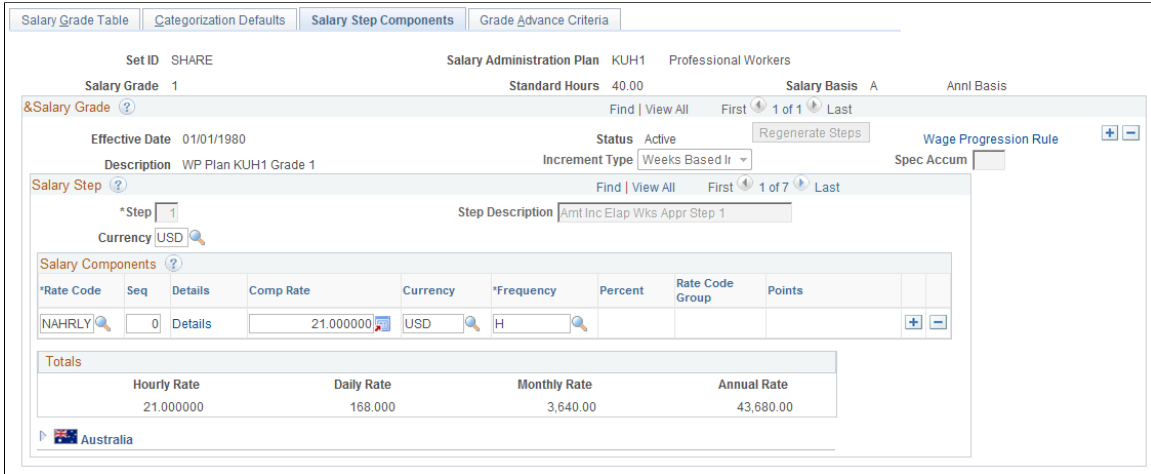 Salary Grade Table Categorization Defaults Salary Step Components Grade Advance Criteria
Set ID SHARE Salary Administration Plan KUH1 Professional Workers
Salary Grade 1 Standard Hours 40.00 Salary Basis A Annl Basis
&Salary Grade ? Find | View All First 1 of 1 Last
Effective Date 01/01/1980 Status Active Regenerate Steps Wage Progression Rule + −
Description WP Plan KUH1 Grade 1 Increment Type Weeks Based Ir Spec Accum
Salary Step ? Find | View All First 1 of 7 Last
*Step 1 Step Description Amt Inc Elap Wks Appr Step 1
Currency USD
Salary Components ?
*Rate Code Seq Details Comp Rate Currency *Frequency Percent Rate Code Group Points
NAHRLY 0 Details 21.000000 USD H + −
Totals
Hourly Rate Daily Rate Monthly Rate Annual Rate
21.000000 168.000 3,640.00 43,680.00
Australia